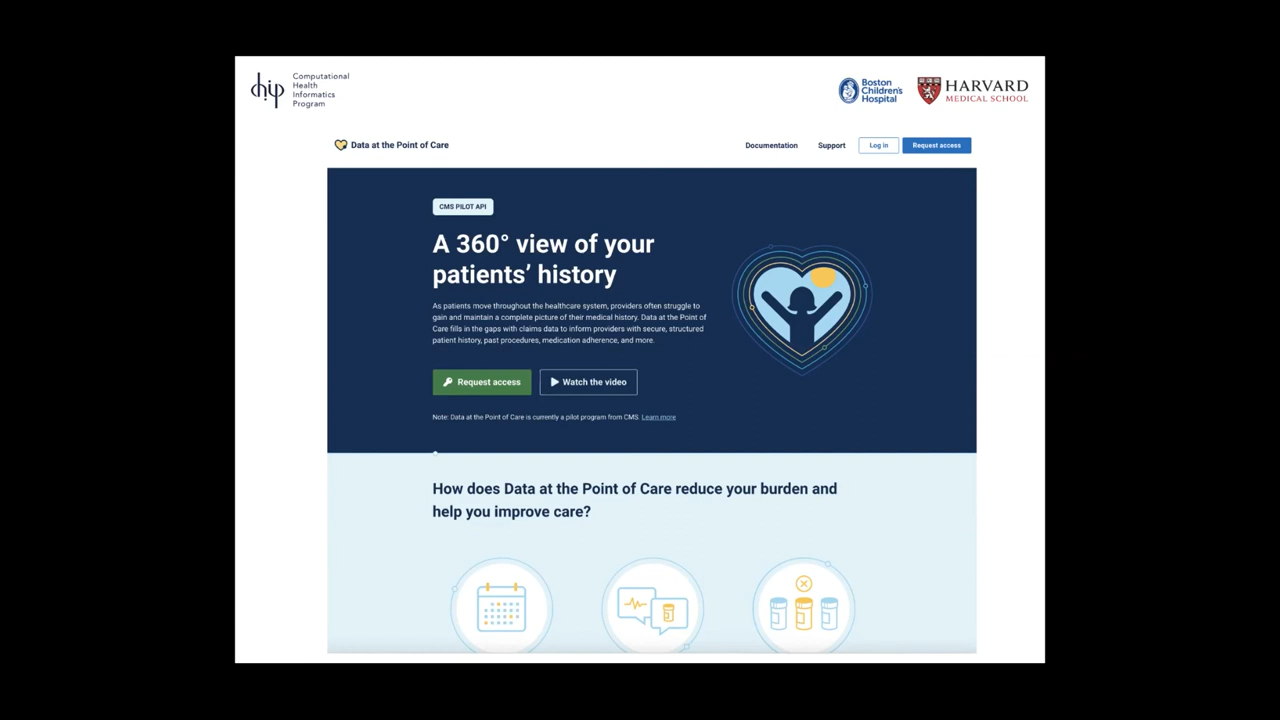 Computational
Health
Informatics
Program
chip
Boston
Children's
Hospital
HARVARD
MEDICAL SCHOOL
Data at the Point of Care
Documentation
Support
Log in
Request access
CMS PILOT API
A 360° view of your
patients' history
As patients move throughout the healthcare system, providers often struggle to
gain and maintain a complete picture of their medical history. Data at the Point of
Care fills in the gaps with claims data to inform providers with secure, structured
patient history, past procedures, medication adherence, and more.
Request access
Watch the video
Note: Data at the Point of Care is currently a pilot program from CMS. Learn more
How does Data at the Point of Care reduce your burden and
help you improve care?